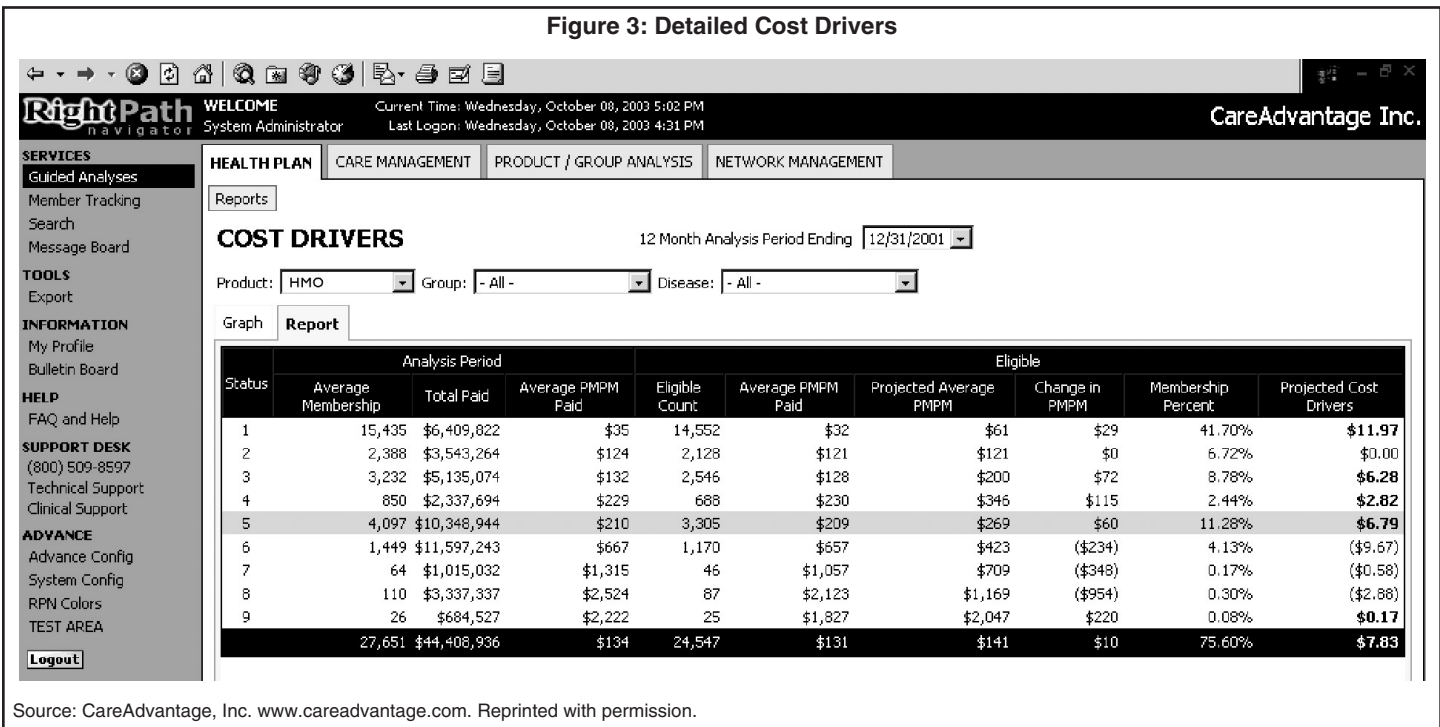 Figure 3: Detailed Cost Drivers
RightPath
navigator
WELCOME
System Administrator
Current Time: Wednesday, October 08, 2003 5:02 PM
Last Logon: Wednesday, October 08, 2003 4:31 PM
CareAdvantage Inc.
SERVICES
Guided Analyses
Member Tracking
Search
Message Board
TOOLS
Export
INFORMATION
My Profile
Bulletin Board
HELP
FAQ and Help
SUPPORT DESK
(800) 509-8597
Technical Support
Clinical Support
ADVANCE
Advance Config
System Config
RPN Colors
TEST AREA
Logout
HEALTH PLAN CARE MANAGEMENT PRODUCT / GROUP ANALYSIS NETWORK MANAGEMENT
Reports
COST DRIVERS 12 Month Analysis Period Ending 12/31/2001
Product: HMO Group: - All - Disease: - All -
Graph Report
Analysis Period Eligible
Status Average Membership Total Paid Average PMPM Paid Eligible Count Average PMPM Paid Projected Average PMPM Change in PMPM Membership Percent Projected Cost Drivers
1 15,435 $6,409,822 $35 14,552 $32 $61 $29 41.70% $11.97
2 2,388 $3,543,264 $124 2,128 $121 $121 $0 6.72% $0.00
3 3,232 $5,135,074 $132 2,546 $128 $200 $72 8.78% $6.28
4 850 $2,337,694 $229 688 $230 $346 $115 2.44% $2.82
5 4,097 $10,348,944 $210 3,305 $209 $269 $60 11.28% $6.79
6 1,449 $11,597,243 $667 1,170 $657 $423 ($234) 4.13% ($9.67)
7 64 $1,015,032 $1,315 46 $1,057 $709 ($348) 0.17% ($0.58)
8 110 $3,337,337 $2,524 87 $2,123 $1,169 ($954) 0.30% ($2.88)
9 26 $684,527 $2,222 25 $1,827 $2,047 $220 0.08% $0.17
27,651 $44,408,936 $134 24,547 $131 $141 $10 75.60% $7.83
Source: CareAdvantage, Inc. www.careadvantage.com. Reprinted with permission.